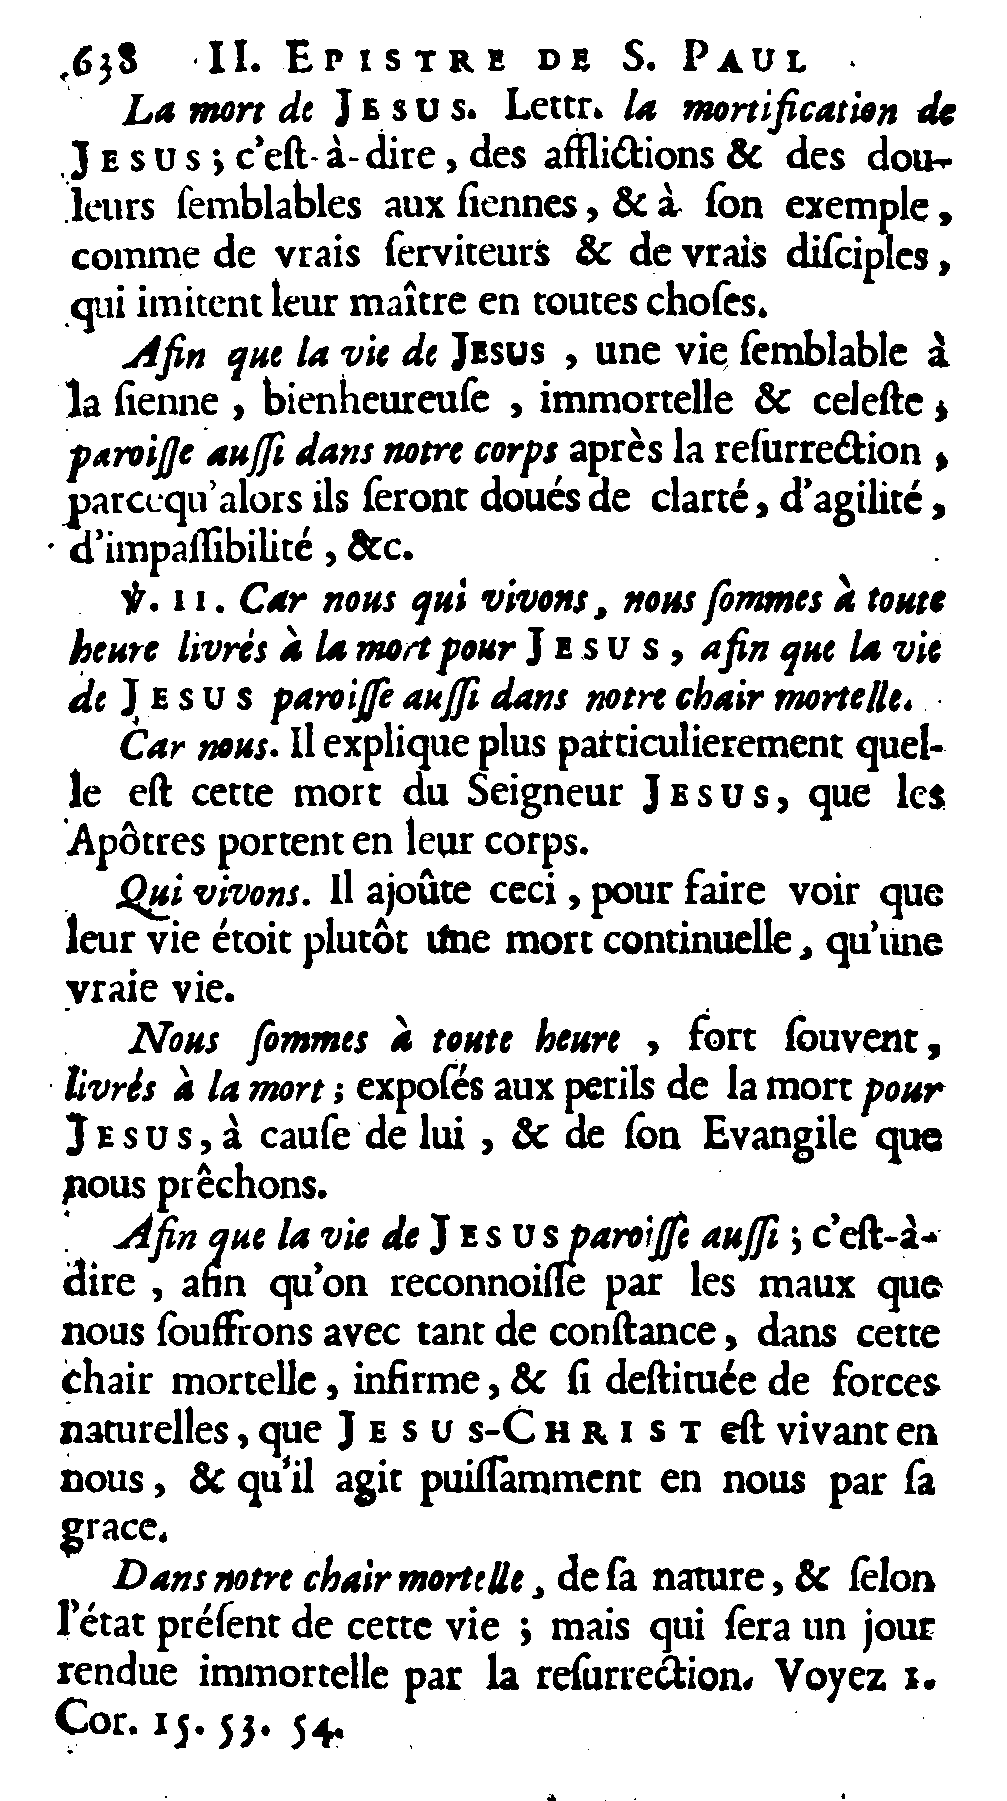 638 II. EPISTRE DE S. PAUL
La mort de JESUS. Lettr. la mortification de
JESUS; c'eſt-à-dire, des afflictions & des dou-
leurs ſemblables aux ſiennes, & à ſon exemple,
comme de vrais ſerviteurs & de vrais diſciples,
qui imitent leur maître en toutes choſes.
Afin que la vie de JESUS, une vie ſemblable à
la ſienne, bienheureuſe, immortelle & celeſte,
paroiſſe auſſi dans notre corps après la reſurrection,
parcequ'alors ils ſeront doués de clarté, d'agilité,
d'impaſſibilité, &c.
℣. 11. Car nous qui vivons, nous ſommes à toute
heure livrés à la mort pour JESUS, afin que la vie
de JESUS paroiſſe auſſi dans notre chair mortelle.
Car nous. Il explique plus particulierement quel-
le eſt cette mort du Seigneur JESUS, que les
Apôtres portent en leur corps.
Qui vivons. Il ajoûte ceci, pour faire voir que
leur vie étoit plutôt une mort continuelle, qu'une
vraie vie.
Nous ſommes à toute heure, fort ſouvent,
livrés à la mort; expoſés aux perils de la mort pour
JESUS, à cauſe de lui, & de ſon Evangile que
nous prêchons.
Afin que la vie de JESUS paroiſſe auſſi; c'eſt-à-
dire, afin qu'on reconnoiſſe par les maux que
nous ſouffrons avec tant de conſtance, dans cette
chair mortelle, infirme, & ſi deſtituée de forces
naturelles, que JESUS-CHRIST eſt vivant en
nous, & qu'il agit puiſſamment en nous par ſa
grace.
Dans notre chair mortelle, de ſa nature, & ſelon
l'état préſent de cette vie; mais qui ſera un jour
rendue immortelle par la reſurrection. Voyez 1.
Cor. 15. 53. 54.